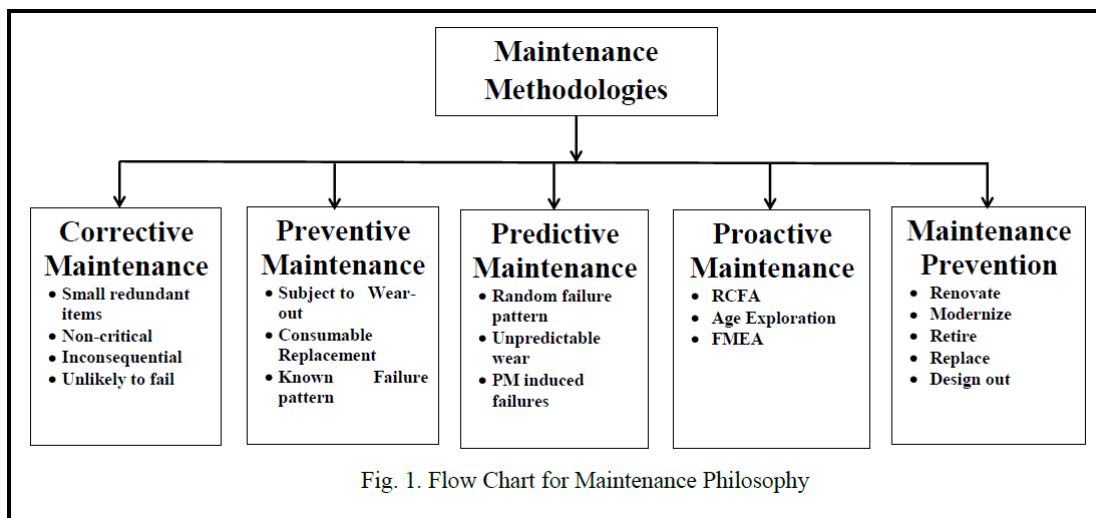 Maintenance
Methodologies
Corrective
Maintenance
• Small redundant
items
• Non-critical
• Inconsequential
• Unlikely to fail
Preventive
Maintenance
• Subject to Wear-
out
• Consumable
Replacement
• Known Failure
pattern
Predictive
Maintenance
• Random failure
pattern
• Unpredictable
wear
• PM induced
failures
Proactive
Maintenance
• RCFA
• Age Exploration
• FMEA
Maintenance
Prevention
• Renovate
• Modernize
• Retire
• Replace
• Design out
Fig. 1. Flow Chart for Maintenance Philosophy